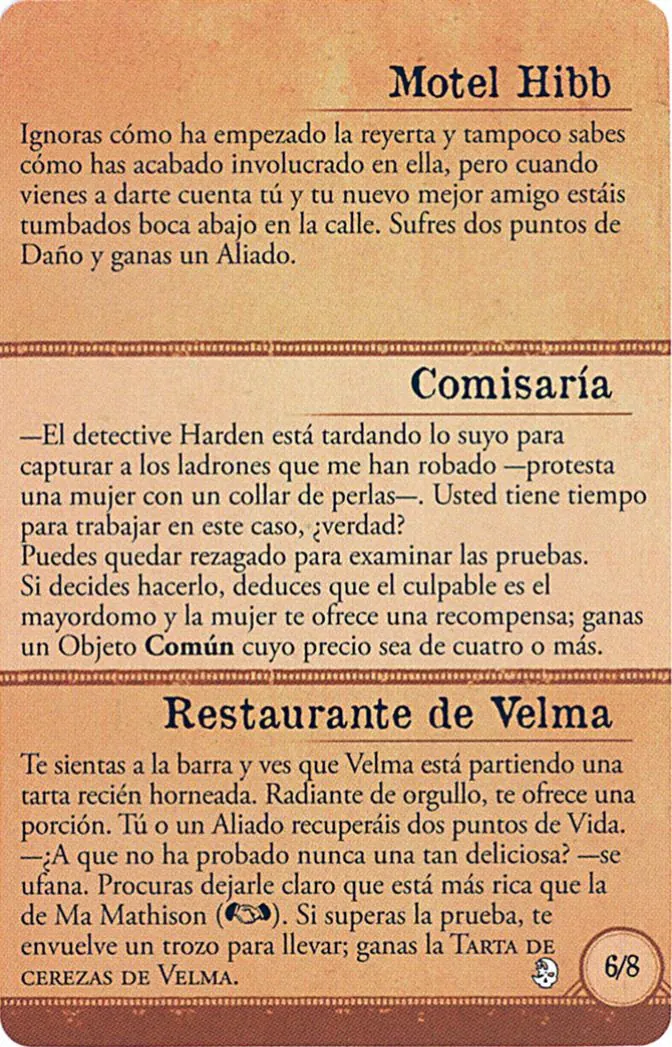 Motel Hibb
Ignoras cómo ha empezado la reyerta y tampoco sabes
cómo has acabado involucrado en ella, pero cuando
vienes a darte cuenta tú y tu nuevo mejor amigo estáis
tumbados boca abajo en la calle. Sufres dos puntos de
Daño y ganas un Aliado.
Comisaría
—El detective Harden está tardando lo suyo para
capturar a los ladrones que me han robado —protesta
una mujer con un collar de perlas—. Usted tiene tiempo
para trabajar en este caso, ¿verdad?
Puedes quedar rezagado para examinar las pruebas.
Si decides hacerlo, deduces que el culpable es el
mayordomo y la mujer te ofrece una recompensa; ganas
un Objeto Común cuyo precio sea de cuatro o más.
Restaurante de Velma
Te sientas a la barra y ves que Velma está partiendo una
tarta recién horneada. Radiante de orgullo, te ofrece una
porción. Tú o un Aliado recuperáis dos puntos de Vida.
—¿A que no ha probado nunca una tan deliciosa? —se
ufana. Procuras dejarle claro que está más rica que la
de Ma Mathison (). Si superas la prueba, te
envuelve un trozo para llevar; ganas la TARTA DE
CEREZAS DE VELMA.
6/8